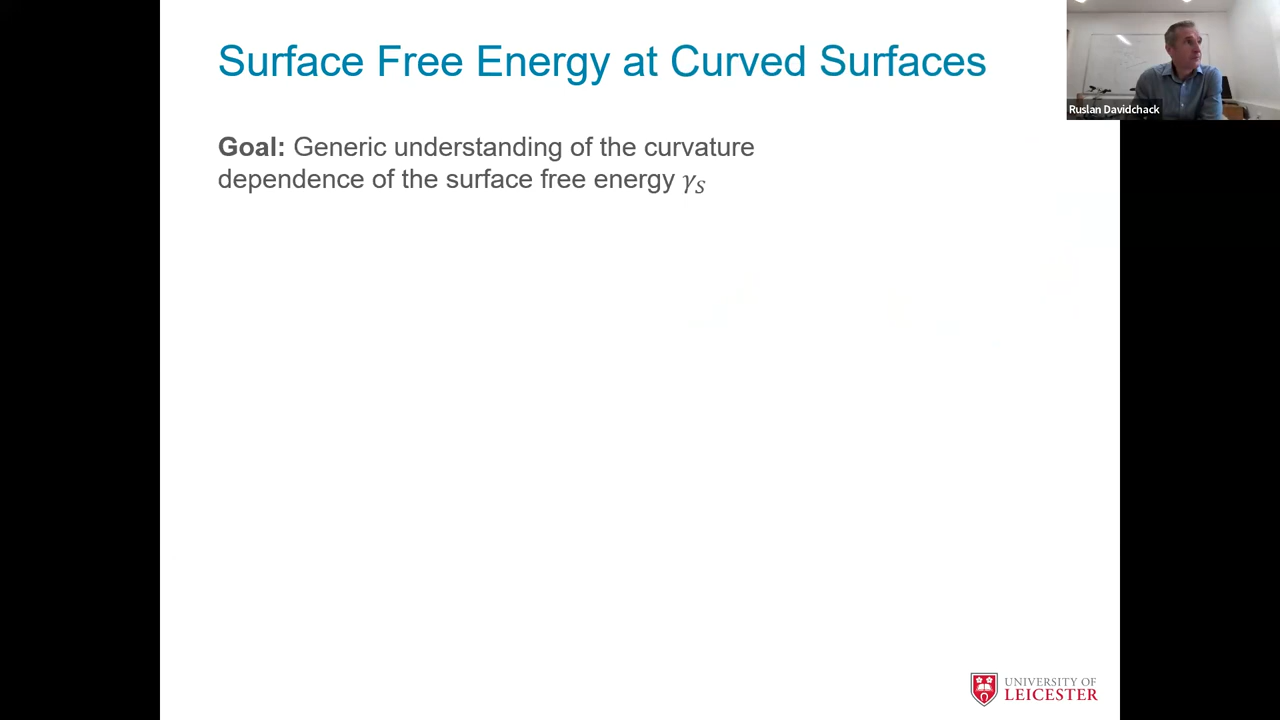 Surface Free Energy at Curved Surfaces
Ruslan Davidchack
Goal: Generic understanding of the curvature
dependence of the surface free energy γ_S
UNIVERSITY OF
LEICESTER